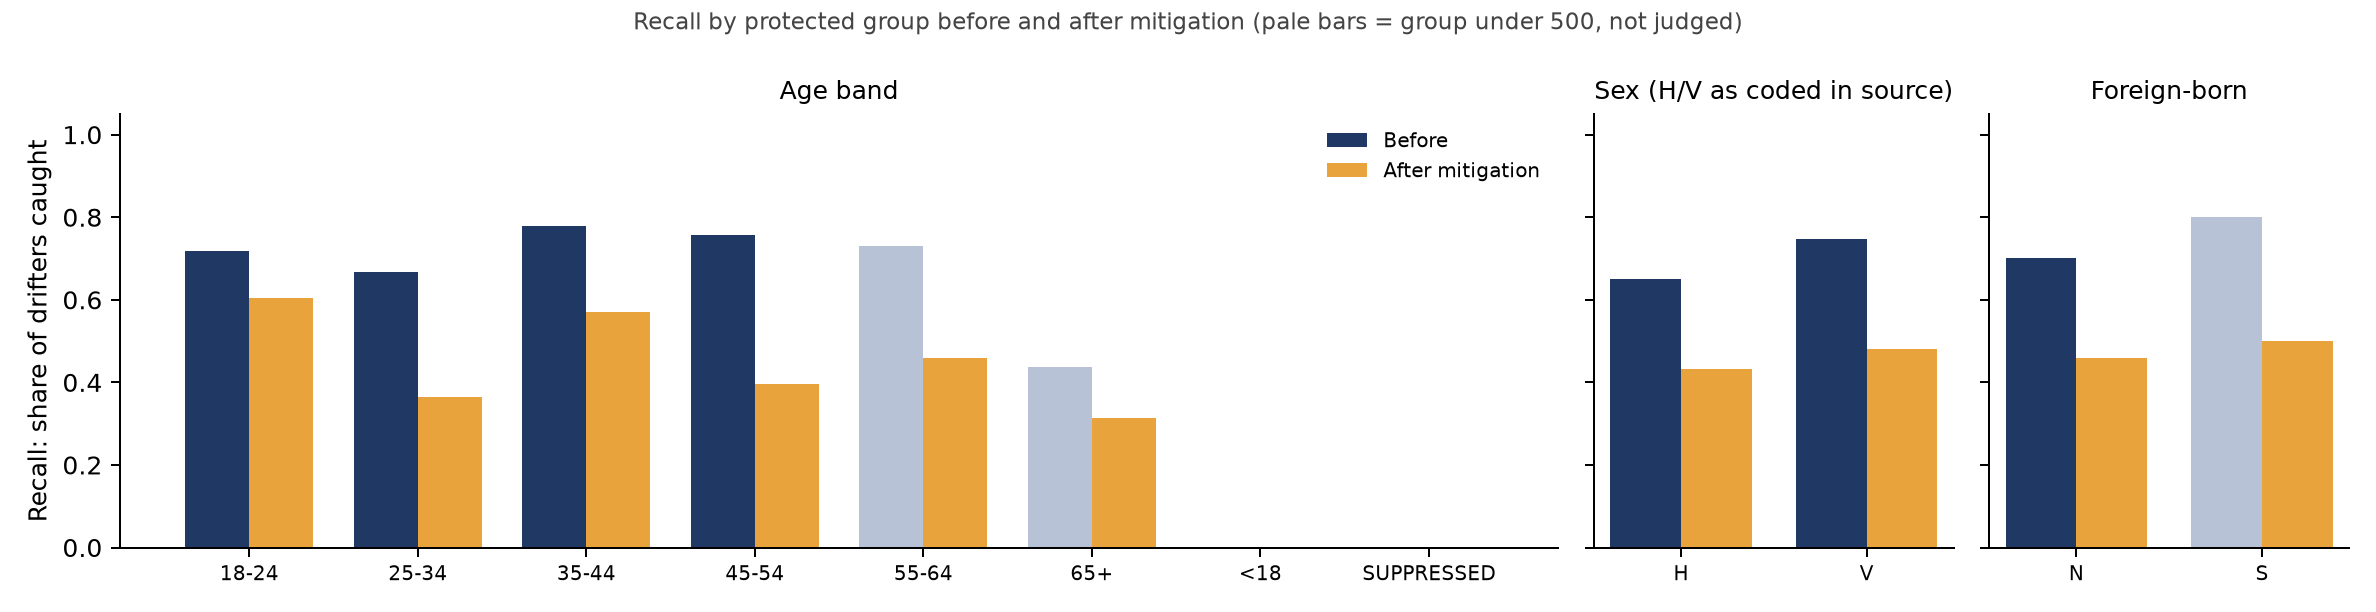 Recall by protected group before and after mitigation (pale bars = group under 500, not judged)
Age band
Sex (H/V as coded in source)
Foreign-born
Recall: share of drifters caught
1.0
0.8
0.6
0.4
0.2
0.0
Before
After mitigation
18-24
25-34
35-44
45-54
55-64
65+
<18
SUPPRESSED
H
V
N
S